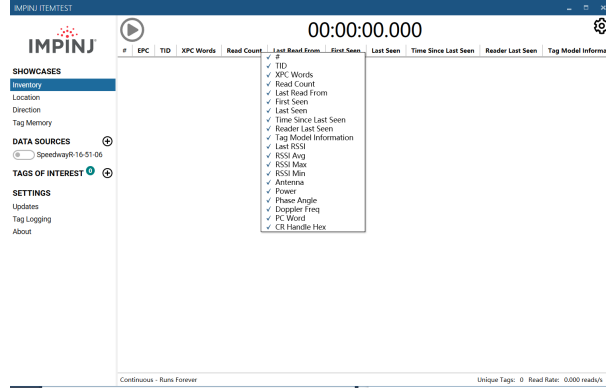 IMPINJ ITEMTEST
IMPINJ
00:00:00.000
# EPC TID XPC Words Read Count Last Read From First Seen Last Seen Time Since Last Seen Reader Last Seen Tag Model Informa
SHOWCASES
Inventory
Location
Direction
Tag Memory
DATA SOURCES
SpeedwayR-16-51-06
TAGS OF INTEREST 0
SETTINGS
Updates
Tag Logging
About
#
TID
XPC Words
Read Count
Last Read From
First Seen
Last Seen
Time Since Last Seen
Reader Last Seen
Tag Model Information
Last RSSI
RSSI Avg
RSSI Max
RSSI Min
Antenna
Power
Phase Angle
Doppler Freq
PC Word
CR Handle Hex
Continuous - Runs Forever
Unique Tags: 0 Read Rate: 0.000 reads/s